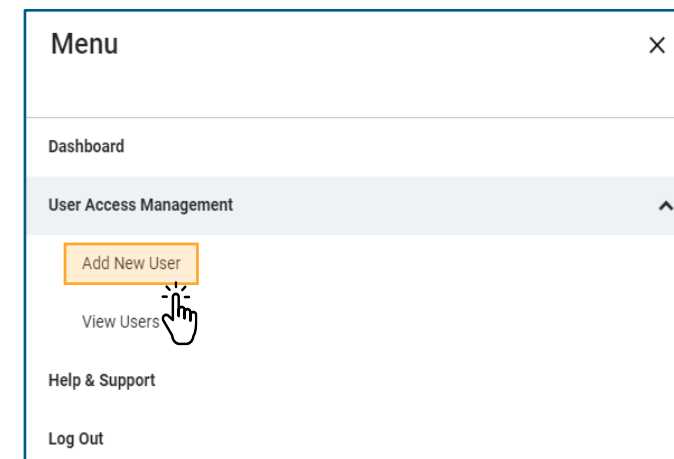 Menu
Dashboard
User Access Management
Add New User
View Users
Help & Support
Log Out